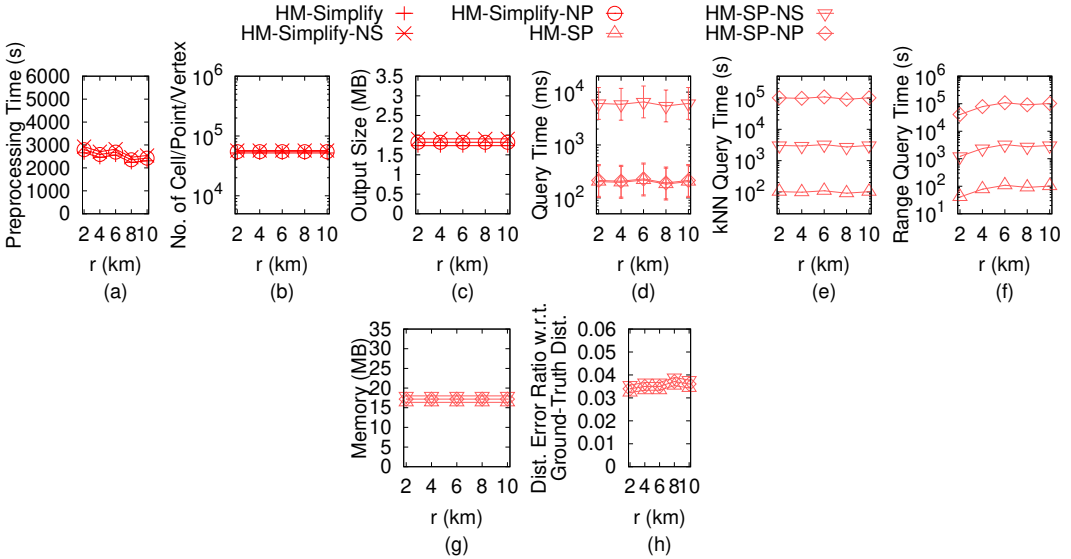 HM-Simplify
HM-Simplify-NS
HM-Simplify-NP
HM-SP
HM-SP-NS
HM-SP-NP
Preprocessing Time (s)
6000
5000
4000
3000
2000
1000
0
2 4 6 8 10
r (km)
(a)
No. of Cell/Point/Vertex
10^6
10^5
10^4
2 4 6 8 10
r (km)
(b)
Output Size (MB)
3.5
3
2.5
2
1.5
1
0.5
0
2 4 6 8 10
r (km)
(c)
Query Time (ms)
10^4
10^3
10^2
2 4 6 8 10
r (km)
(d)
kNN Query Time (s)
10^5
10^4
10^3
10^2
2 4 6 8 10
r (km)
(e)
Range Query Time (s)
10^6
10^5
10^4
10^3
10^2
10^1
2 4 6 8 10
r (km)
(f)
Memory (MB)
35
30
25
20
15
10
5
0
2 4 6 8 10
r (km)
(g)
Dist. Error Ratio w.r.t.
Ground-Truth Dist.
0.06
0.05
0.04
0.03
0.02
0.01
0
2 4 6 8 10
r (km)
(h)